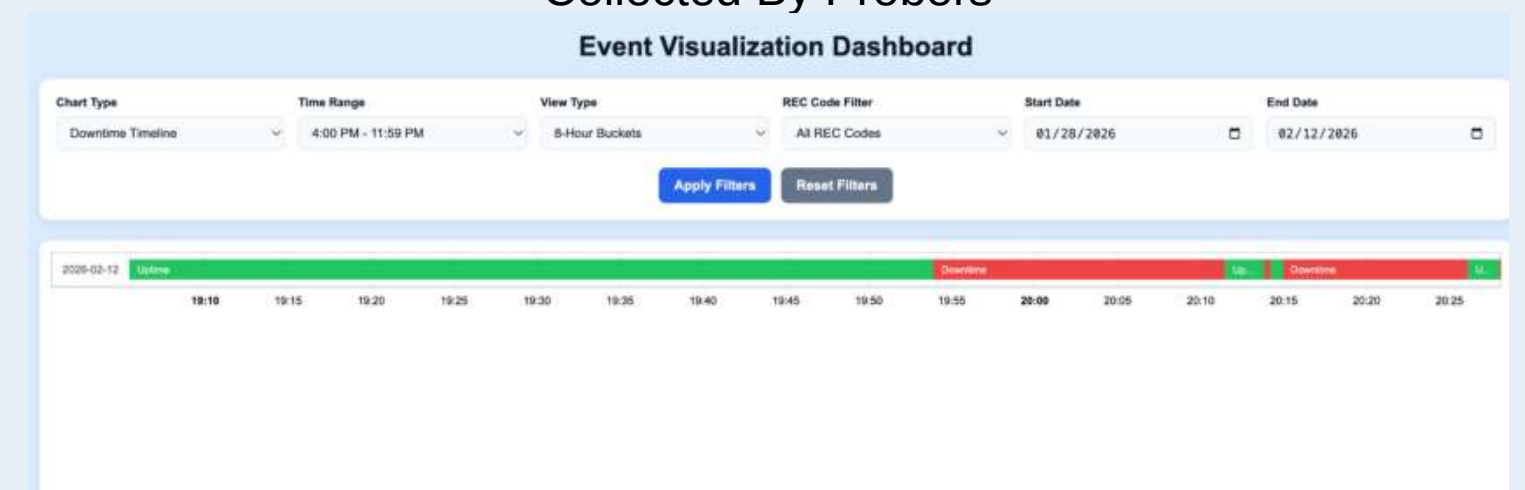 Collected By Probers
Event Visualization Dashboard
Chart Type Time Range View Type REC Code Filter Start Date End Date
Downtime Timeline 4:00 PM - 11:59 PM 8-Hour Buckets All REC Codes 01/28/2026 02/12/2026
Apply Filters Reset Filters
2026-02-12 Uptime Downtime Up... Downtime U...
19:10 19:15 19:20 19:25 19:30 19:35 19:40 19:45 19:50 19:55 20:00 20:05 20:10 20:15 20:20 20:25